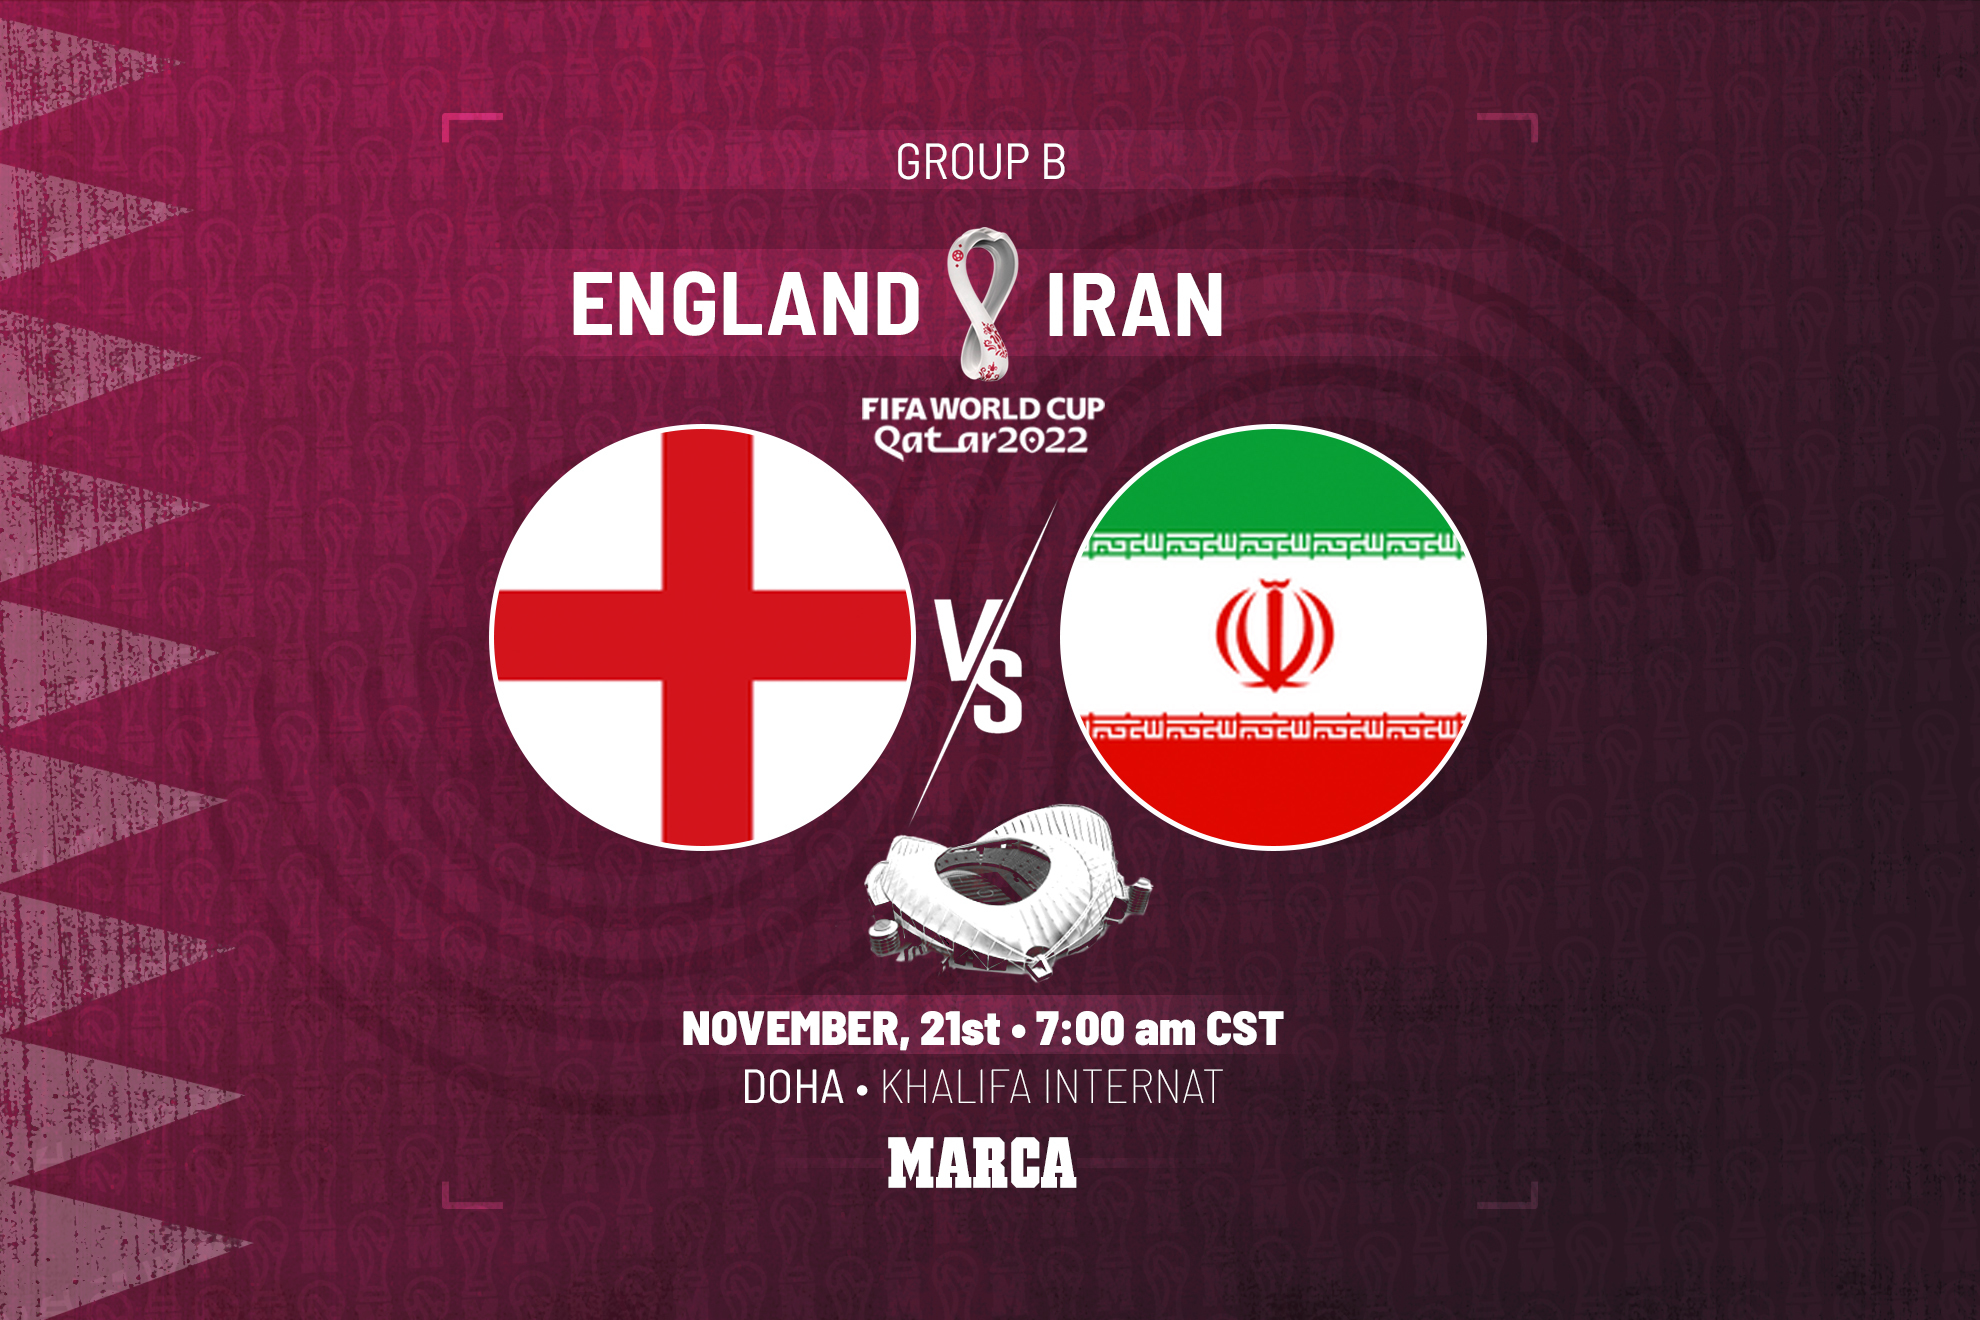 GROUP B
ENGLAND IRAN
FIFA WORLD CUP
Qatar2022
VS
NOVEMBER, 21st • 7:00 am CST
DOHA • KHALIFA INTERNAT
MARCA